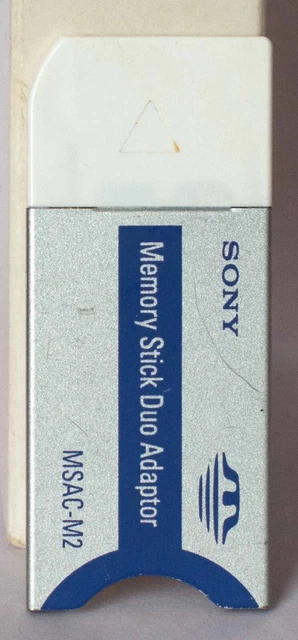 SONY
Memory Stick Duo Adaptor
MSAC-M2